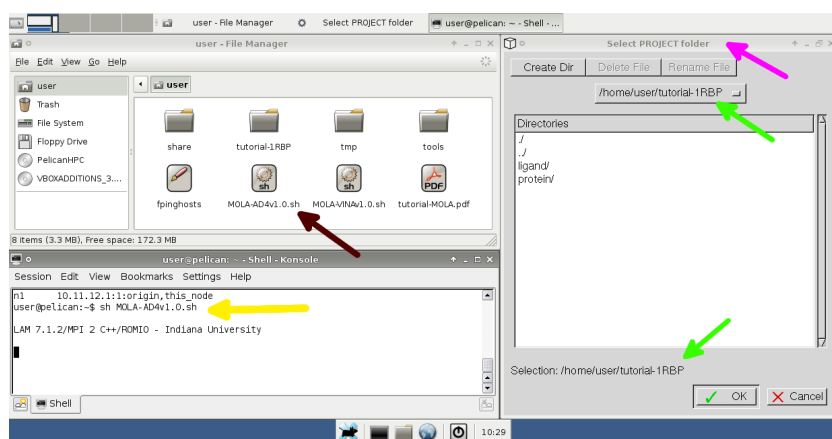 user - File Manager
Select PROJECT folder
user@pelican: ~ - Shell - ...
user - File Manager
File Edit View Go Help
user
Trash
File System
Floppy Drive
PelicanHPC
VBOXADDITIONS_3....
user
share
tutorial-1RBP
tmp
tools
fpinghosts
MOLA-AD4v1.0.sh
MOLA-VINAv1.0.sh
tutorial-MOLA.pdf
sh
sh
PDF
8 items (3.3 MB), Free space: 172.3 MB
user@pelican: ~ - Shell - Konsole
Session Edit View Bookmarks Settings Help
n1 10.11.12.1:1:origin,this_node
user@pelican:~$ sh MOLA-AD4v1.0.sh
LAM 7.1.2/MPI 2 C++/ROMIO - Indiana University
Shell
Select PROJECT folder
Create Dir Delete File Rename File
/home/user/tutorial-1RBP
Directories
./
../
ligand/
protein/
Selection: /home/user/tutorial-1RBP
OK Cancel
10:29